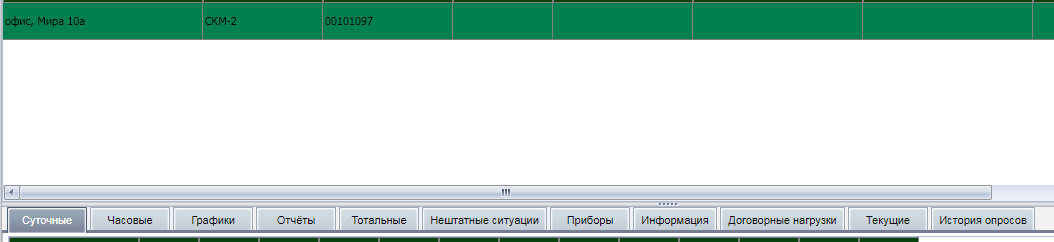 офис, Мира 10а СКМ-2 00101097
Суточные Часовые Графики Отчёты Тотальные Нештатные ситуации Приборы Информация Договорные нагрузки Текущие История опросов